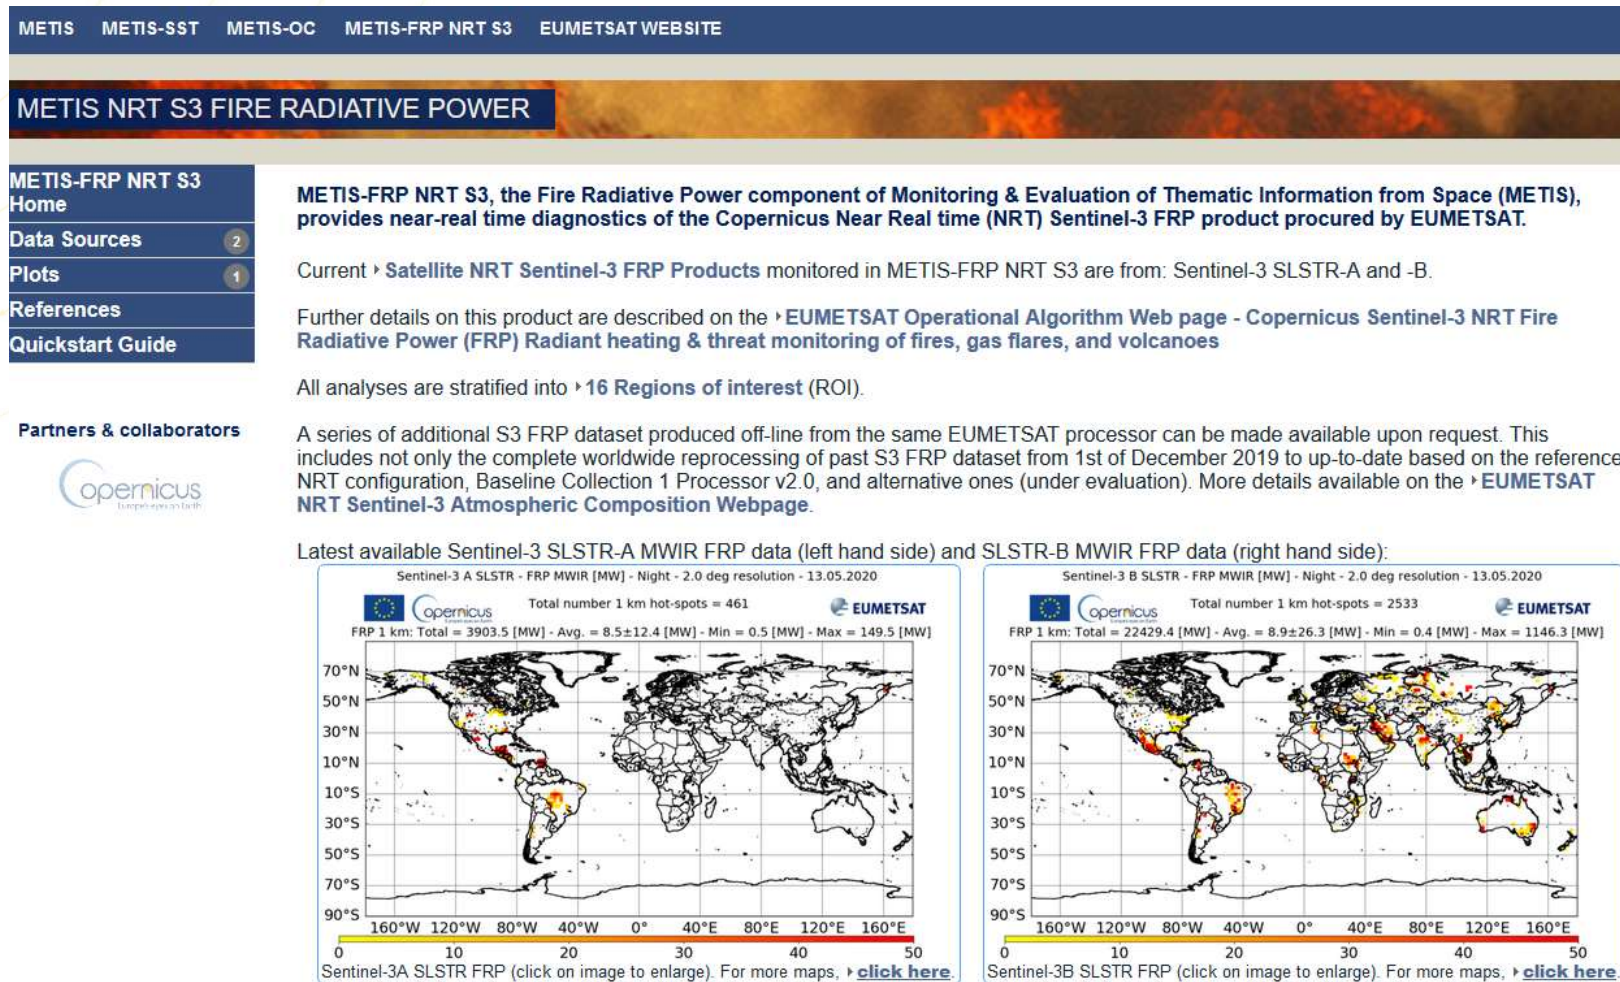 METIS METIS-SST METIS-OC METIS-FRP NRT S3 EUMETSAT WEBSITE
METIS NRT S3 FIRE RADIATIVE POWER
METIS-FRP NRT S3
Home
Data Sources 2
Plots 1
References
Quickstart Guide
Partners & collaborators
opernicus
Europe's eyes on Earth
METIS-FRP NRT S3, the Fire Radiative Power component of Monitoring & Evaluation of Thematic Information from Space (METIS),
provides near-real time diagnostics of the Copernicus Near Real time (NRT) Sentinel-3 FRP product procured by EUMETSAT.
Current Satellite NRT Sentinel-3 FRP Products monitored in METIS-FRP NRT S3 are from: Sentinel-3 SLSTR-A and -B.
Further details on this product are described on the EUMETSAT Operational Algorithm Web page - Copernicus Sentinel-3 NRT Fire
Radiative Power (FRP) Radiant heating & threat monitoring of fires, gas flares, and volcanoes
All analyses are stratified into 16 Regions of interest (ROI).
A series of additional S3 FRP dataset produced off-line from the same EUMETSAT processor can be made available upon request. This
includes not only the complete worldwide reprocessing of past S3 FRP dataset from 1st of December 2019 to up-to-date based on the reference
NRT configuration, Baseline Collection 1 Processor v2.0, and alternative ones (under evaluation). More details available on the EUMETSAT
NRT Sentinel-3 Atmospheric Composition Webpage.
Latest available Sentinel-3 SLSTR-A MWIR FRP data (left hand side) and SLSTR-B MWIR FRP data (right hand side):
Sentinel-3 A SLSTR - FRP MWIR [MW] - Night - 2.0 deg resolution - 13.05.2020
opernicus Total number 1 km hot-spots = 461 EUMETSAT
FRP 1 km: Total = 3903.5 [MW] - Avg. = 8.5±12.4 [MW] - Min = 0.5 [MW] - Max = 149.5 [MW]
70°N
50°N
30°N
10°N
10°S
30°S
50°S
70°S
90°S
160°W 120°W 80°W 40°W 0° 40°E 80°E 120°E 160°E
0 10 20 30 40 50
Sentinel-3A SLSTR FRP (click on image to enlarge). For more maps, click here.
Sentinel-3 B SLSTR - FRP MWIR [MW] - Night - 2.0 deg resolution - 13.05.2020
opernicus Total number 1 km hot-spots = 2533 EUMETSAT
FRP 1 km: Total = 22429.4 [MW] - Avg. = 8.9±26.3 [MW] - Min = 0.4 [MW] - Max = 1146.3 [MW]
70°N
50°N
30°N
10°N
10°S
30°S
50°S
70°S
90°S
160°W 120°W 80°W 40°W 0° 40°E 80°E 120°E 160°E
0 10 20 30 40 50
Sentinel-3B SLSTR FRP (click on image to enlarge). For more maps, click here.